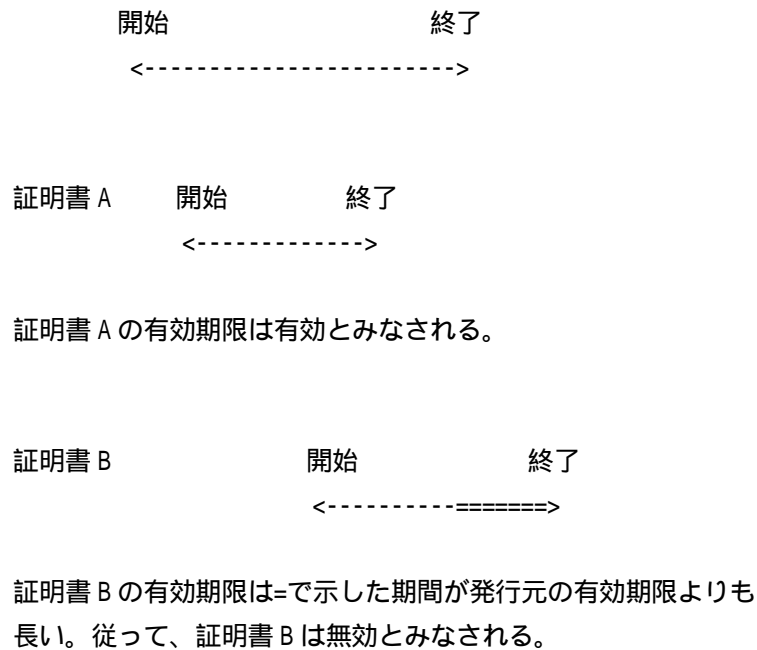 開始 終了
<------------------------>
証明書 A 開始 終了
<------------->
証明書 A の有効期限は有効とみなされる。
証明書 B 開始 終了
<----------=======>
証明書 B の有効期限は=で示した期間が発行元の有効期限よりも
長い。従って、証明書 B は無効とみなされる。